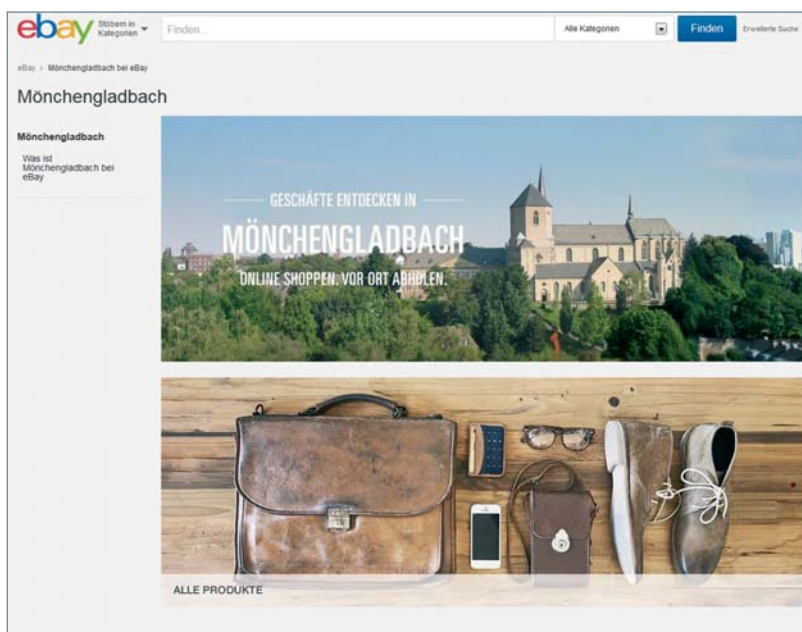 ebay
Stöbern in
Kategorien
Finden...
Alle Kategorien
Finden
Erweiterte Suche
eBay > Mönchengladbach bei eBay
Mönchengladbach
Mönchengladbach
Was ist
Mönchengladbach bei
eBay
GESCHÄFTE ENTDECKEN IN
MÖNCHENGLADBACH
ONLINE SHOPPEN. VOR ORT ABHOLEN.
ALLE PRODUKTE